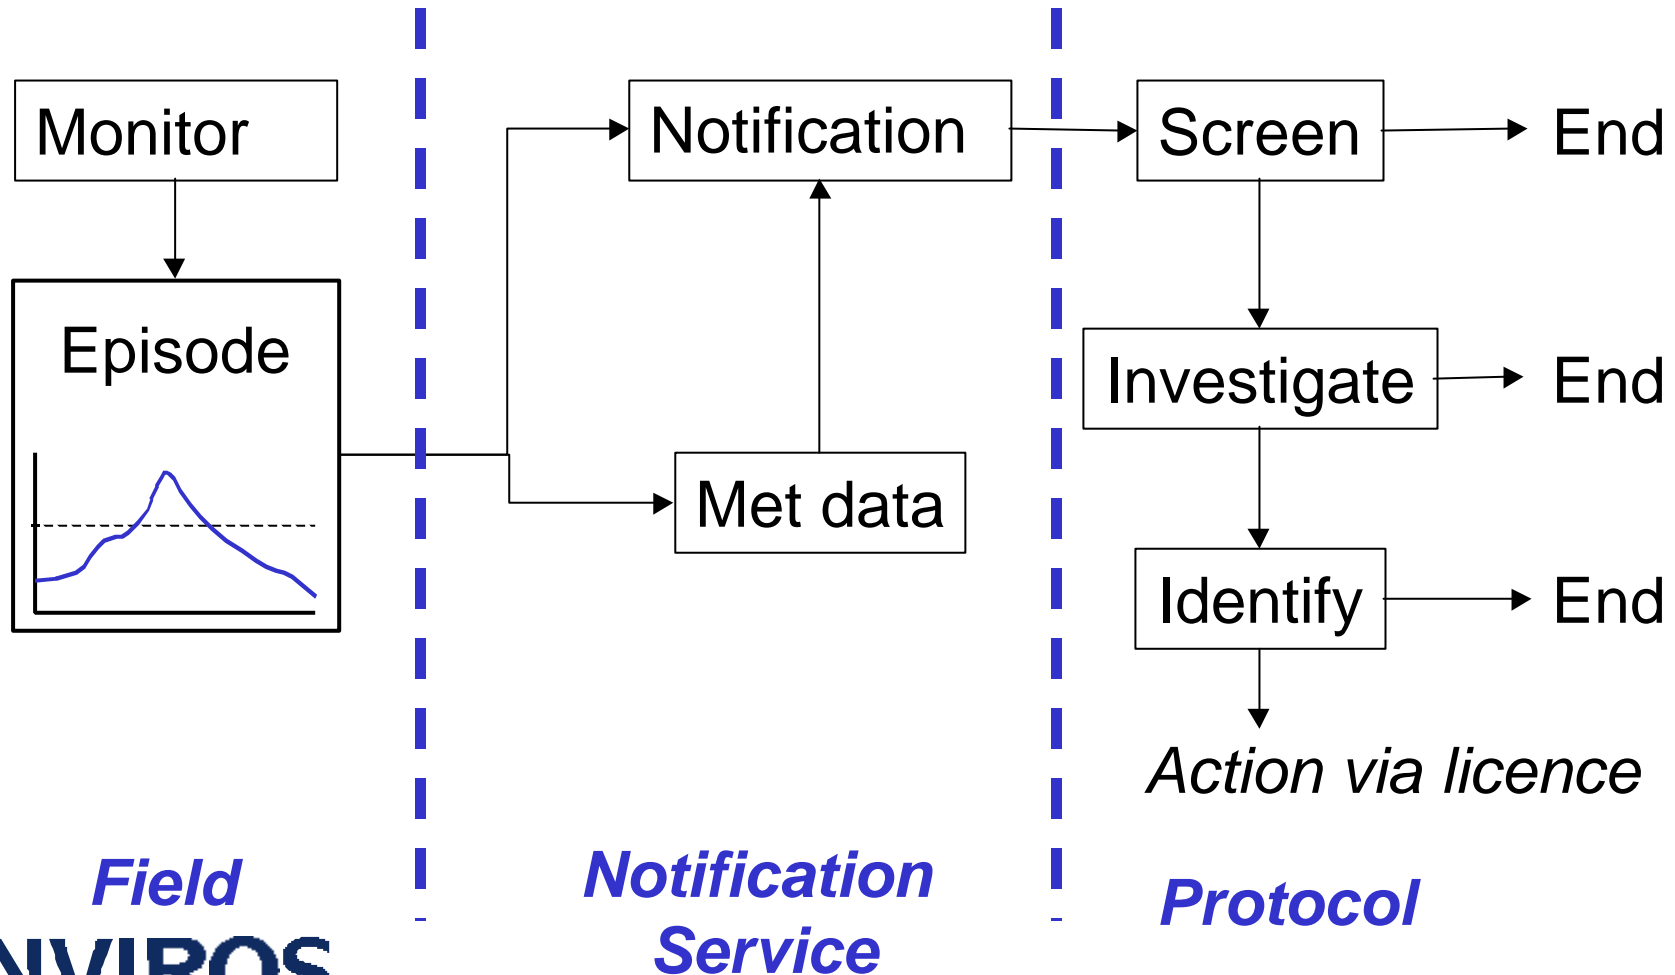 Monitor
Notification
Screen
End
Episode
Investigate
End
Met data
Identify
End
Action via licence
Field
Notification
Service
Protocol